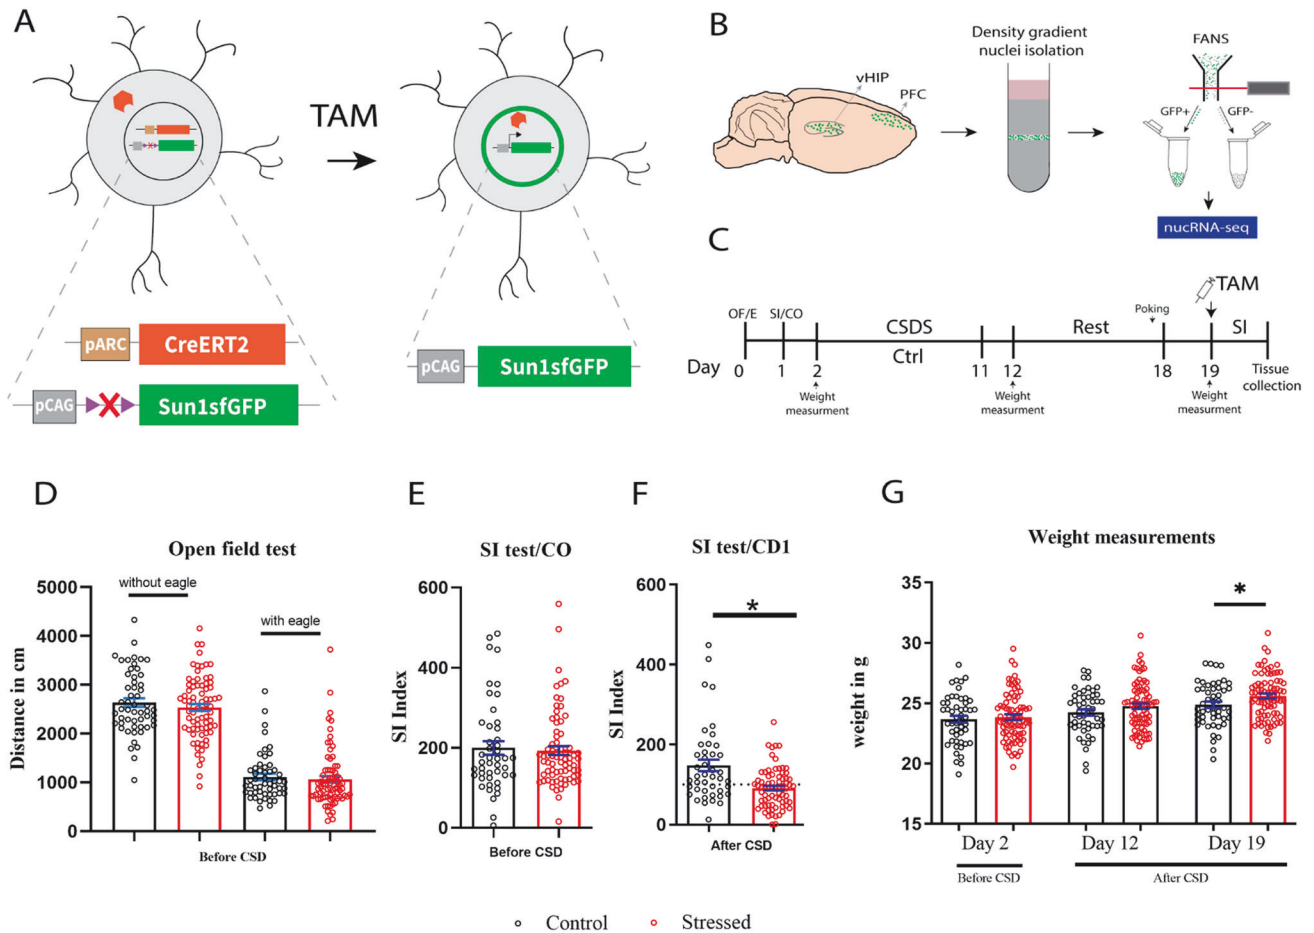 A
TAM
pARC
CreERT2
pCAG
Sun1sfGFP
pCAG
Sun1sfGFP
B
vHIP
PFC
Density gradient
nuclei isolation
FANS
GFP+
GFP-
nucRNA-seq
C
TAM
OF/E
SI/CO
Poking
CSDS
Rest
SI
Ctrl
Day
0
1
2
11
12
18
19
Tissue
collection
Weight
measurment
Weight
measurment
Weight
measurment
D
Open field test
without eagle
with eagle
Distance in cm
5000
4000
3000
2000
1000
0
Before CSD
E
SI test/CO
SI Index
600
400
200
0
Before CSD
F
SI test/CD1
*
SI Index
600
400
200
0
After CSD
G
Weight measurements
*
weight in g
35
30
25
20
15
Day 2
Day 12
Day 19
Before CSD
After CSD
Control
Stressed